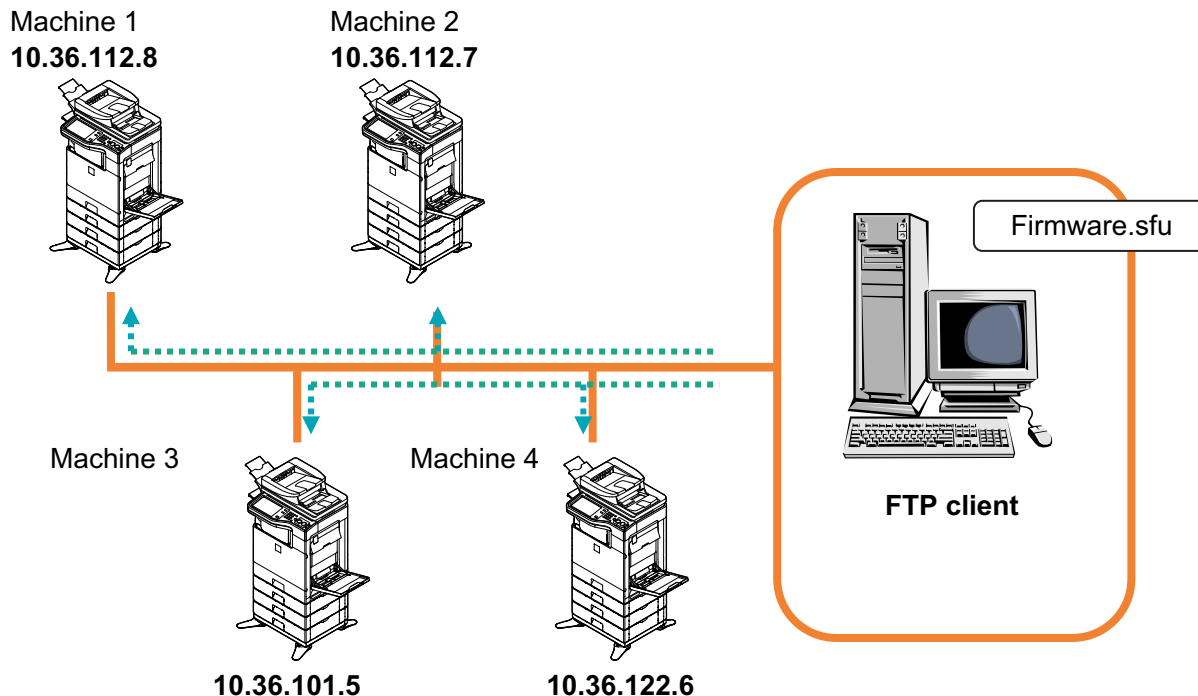 Machine 1
10.36.112.8
Machine 2
10.36.112.7
Firmware.sfu
FTP client
Machine 3
Machine 4
10.36.101.5
10.36.122.6